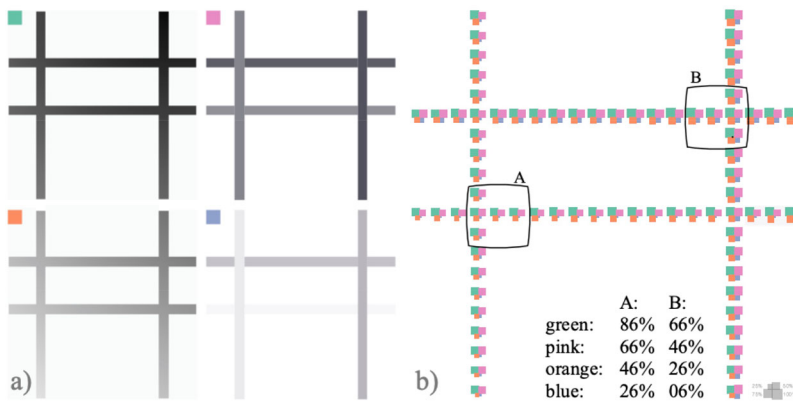 B
A
A: B:
green: 86% 66%
pink: 66% 46%
orange: 46% 26%
blue: 26% 06%
a)
b)